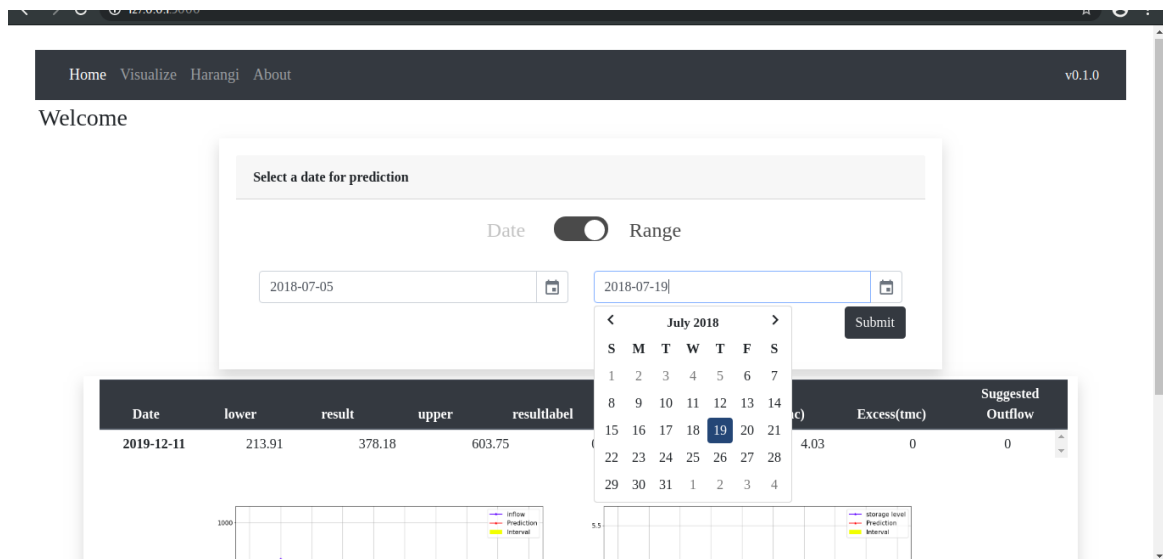 Home Visualize Harangi About v0.1.0
Welcome
Select a date for prediction
Date Range
2018-07-05 2018-07-19
Submit
July 2018
S M T W T F S
1 2 3 4 5 6 7
8 9 10 11 12 13 14
15 16 17 18 19 20 21
22 23 24 25 26 27 28
29 30 31 1 2 3 4
Date lower result upper resultlabel Excess(tmc) Suggested Outflow
2019-12-11 213.91 378.18 603.75 4.03 0 0
1000
inflow
Prediction
Interval
5.5
storage level
Prediction
Interval